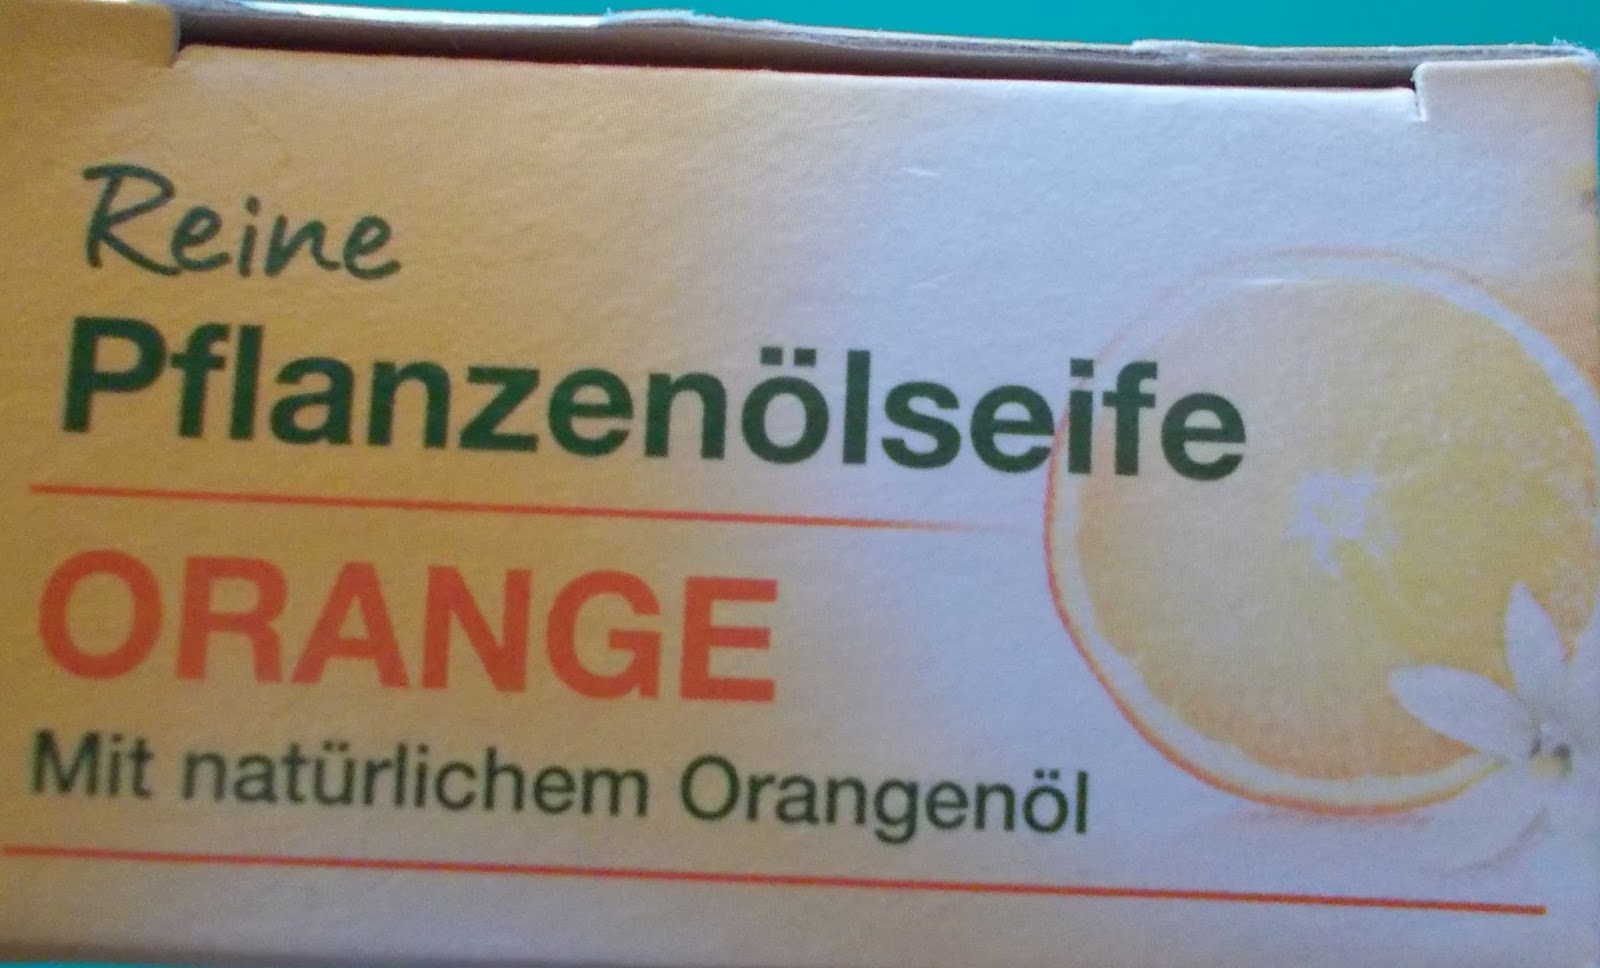 Reine
Pflanzenölseife
ORANGE
Mit natürlichem Orangenöl